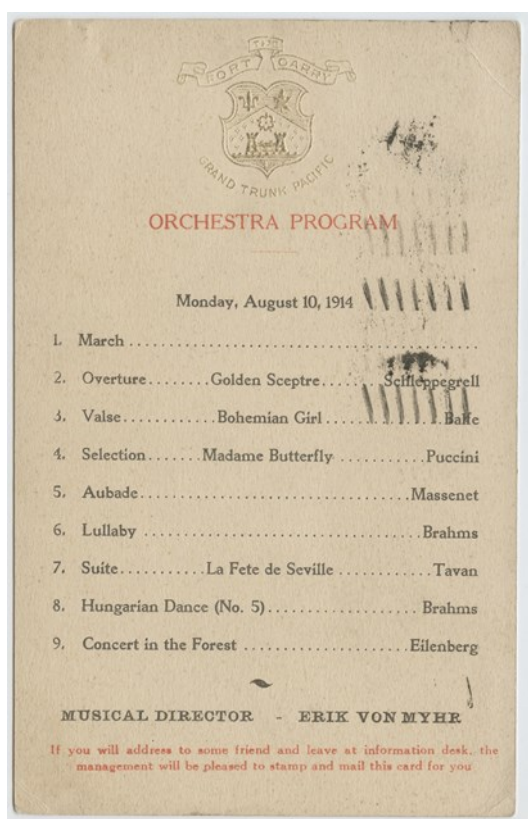 THE
FORT GARRY
GRAND TRUNK PACIFIC
ORCHESTRA PROGRAM
Monday, August 10, 1914
1. March ................................................
2. Overture........Golden Sceptre.......Schleppegrell
3. Valse...........Bohemian Girl...............Balfe
4. Selection.......Madame Butterfly...........Puccini
5. Aubade...................................Massenet
6. Lullaby ....................................Brahms
7. Suite...........La Fete de Seville ............Tavan
8. Hungarian Dance (No. 5)...................Brahms
9. Concert in the Forest .....................Eilenberg
MUSICAL DIRECTOR - ERIK VON MYHR
If you will address to some friend and leave at information desk, the
management will be pleased to stamp and mail this card for you